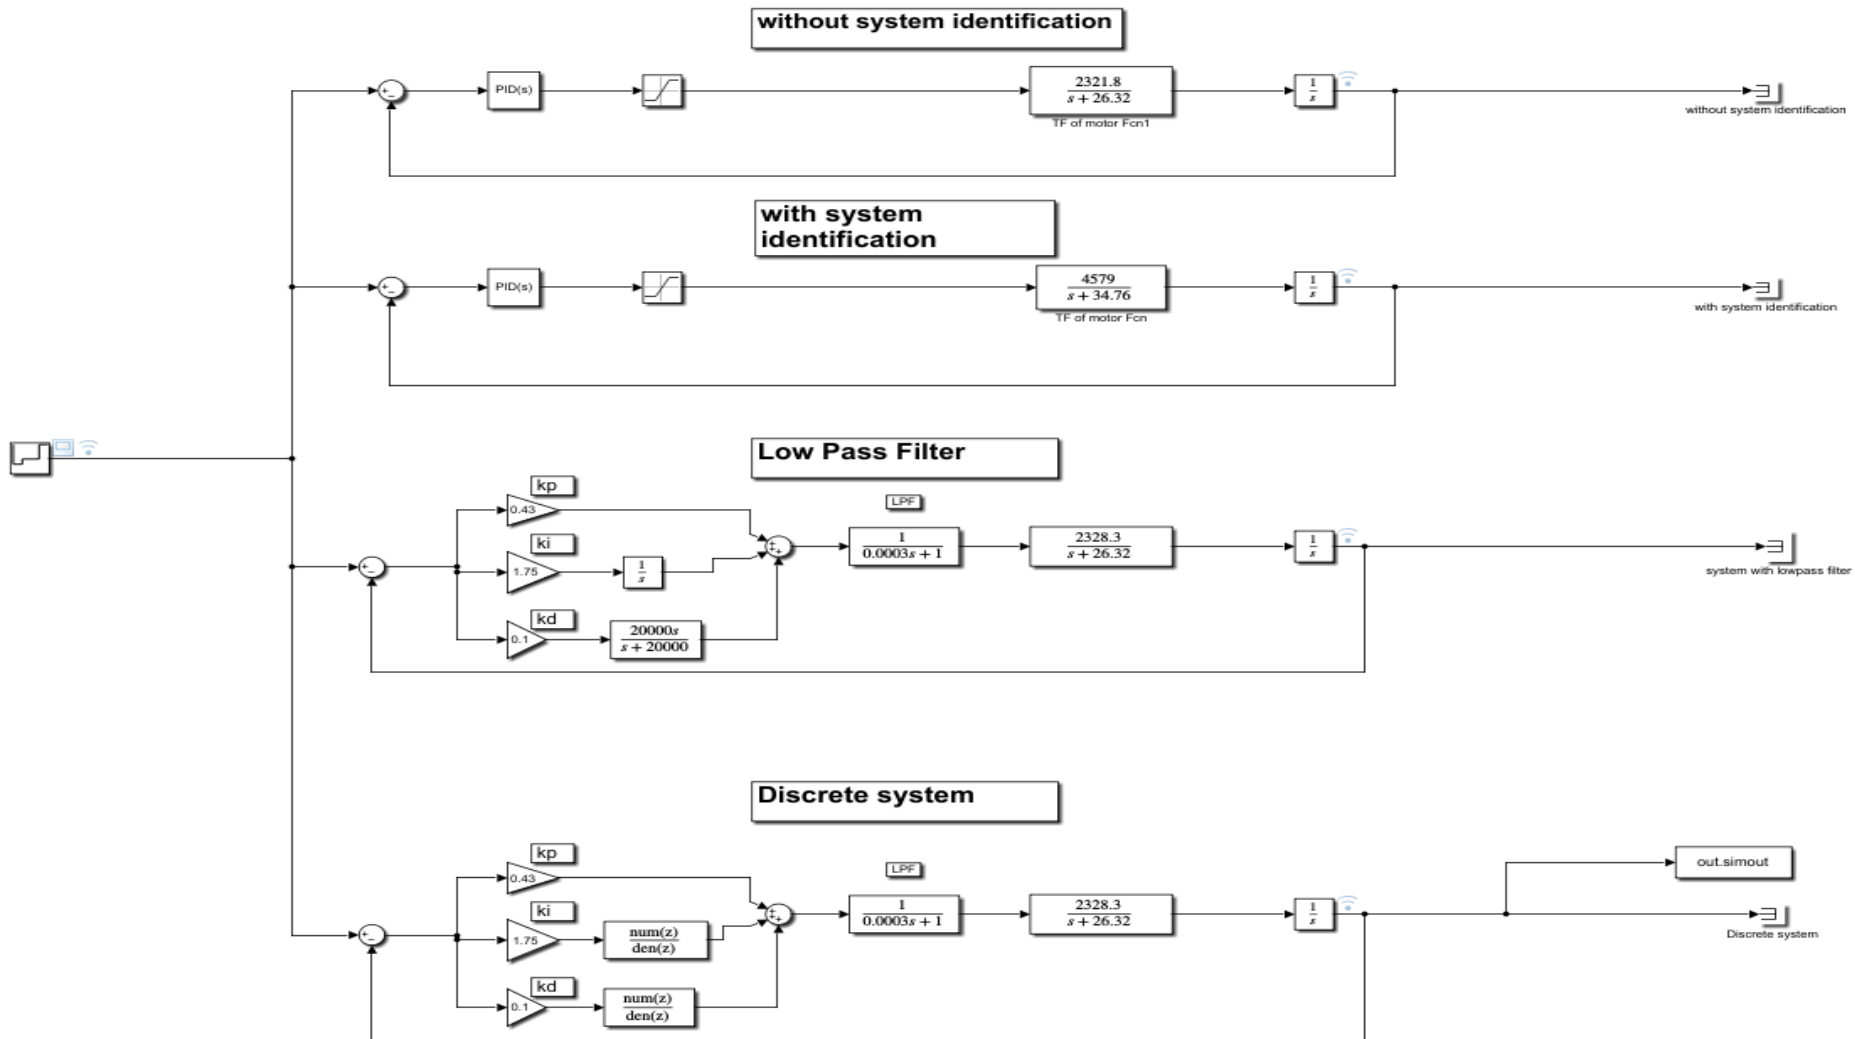 without system identification
+
-
PID(s)
2321.8
s + 26.32
TF of motor Fcn1
1
s
without system identification
with system
identification
+
-
PID(s)
4579
s + 34.76
TF of motor Fcn
1
s
with system identification
Low Pass Filter
kp
0.43
LPF
ki
1.75
1
s
+
+
+
1
0.0003s + 1
2328.3
s + 26.32
1
s
system with lowpass filter
+
-
kd
0.1
20000s
s + 20000
Discrete system
kp
0.43
LPF
out.simout
ki
1.75
num(z)
den(z)
+
+
+
1
0.0003s + 1
2328.3
s + 26.32
1
s
Discrete system
+
-
kd
0.1
num(z)
den(z)